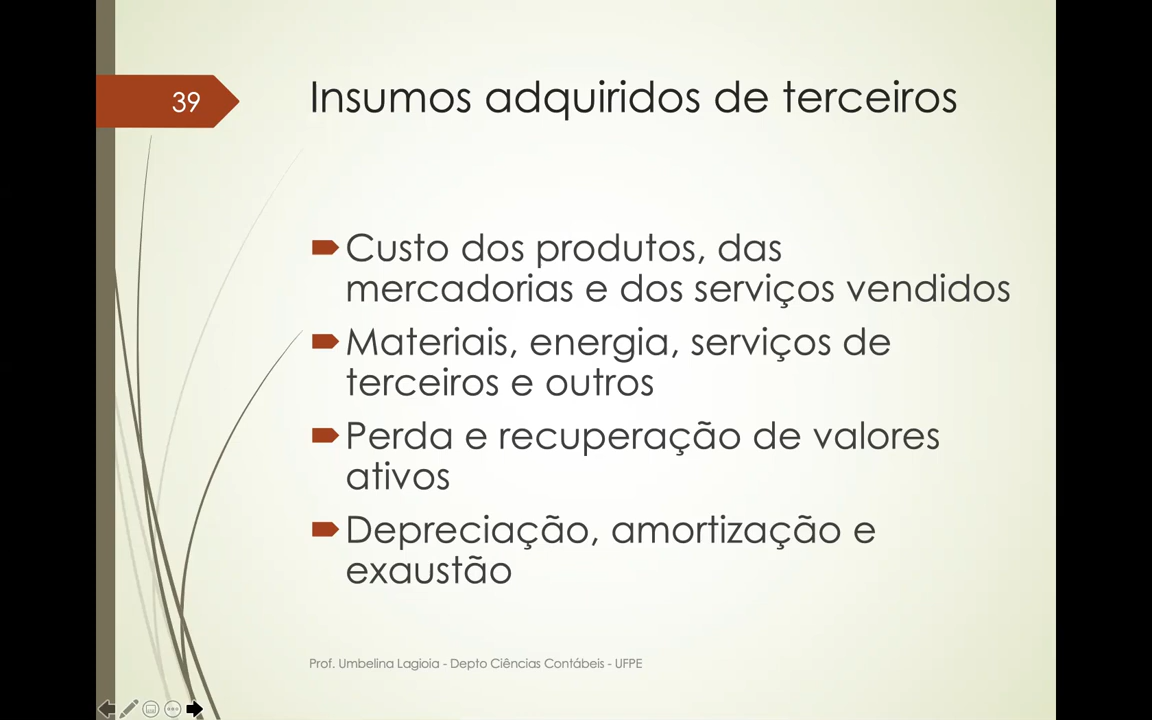 39
Insumos adquiridos de terceiros
Custo dos produtos, das
mercadorias e dos serviços vendidos
Materiais, energia, serviços de
terceiros e outros
Perda e recuperação de valores
ativos
Depreciação, amortização e
exaustão
Prof. Umbelina Lagioia - Depto Ciências Contábeis - UFPE